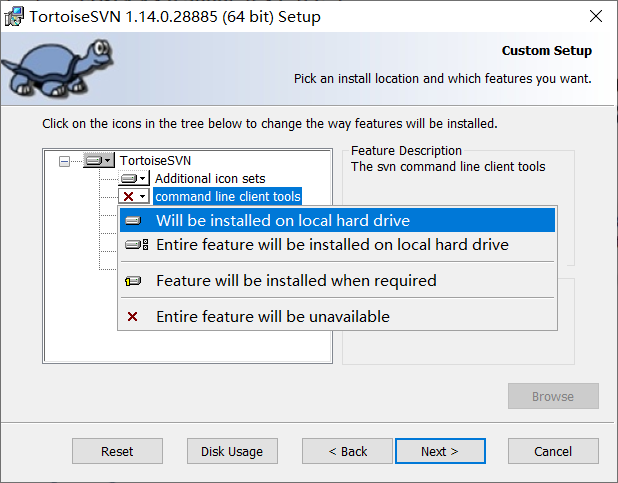 TortoiseSVN 1.14.0.28885 (64 bit) Setup
Custom Setup
Pick an install location and which features you want.
Click on the icons in the tree below to change the way features will be installed.
TortoiseSVN
Additional icon sets
command line client tools
Will be installed on local hard drive
Entire feature will be installed on local hard drive
Feature will be installed when required
Entire feature will be unavailable
Feature Description
The svn command line client tools
Browse
Reset
Disk Usage
< Back
Next >
Cancel